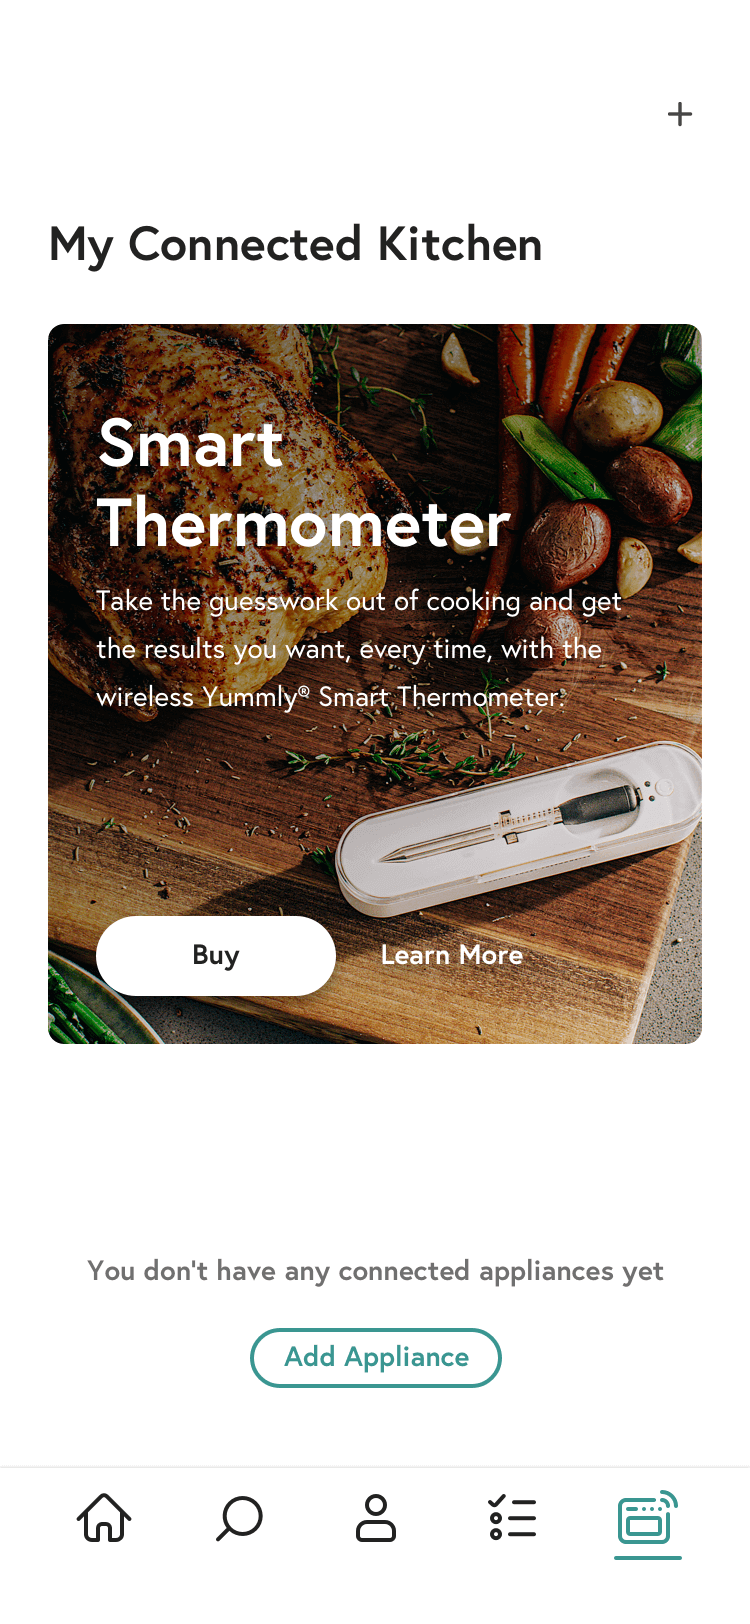 My Connected Kitchen
Smart
Thermometer
Take the guesswork out of cooking and get
the results you want, every time, with the
wireless Yummly® Smart Thermometer.
Buy
Learn More
You don't have any connected appliances yet
Add Appliance